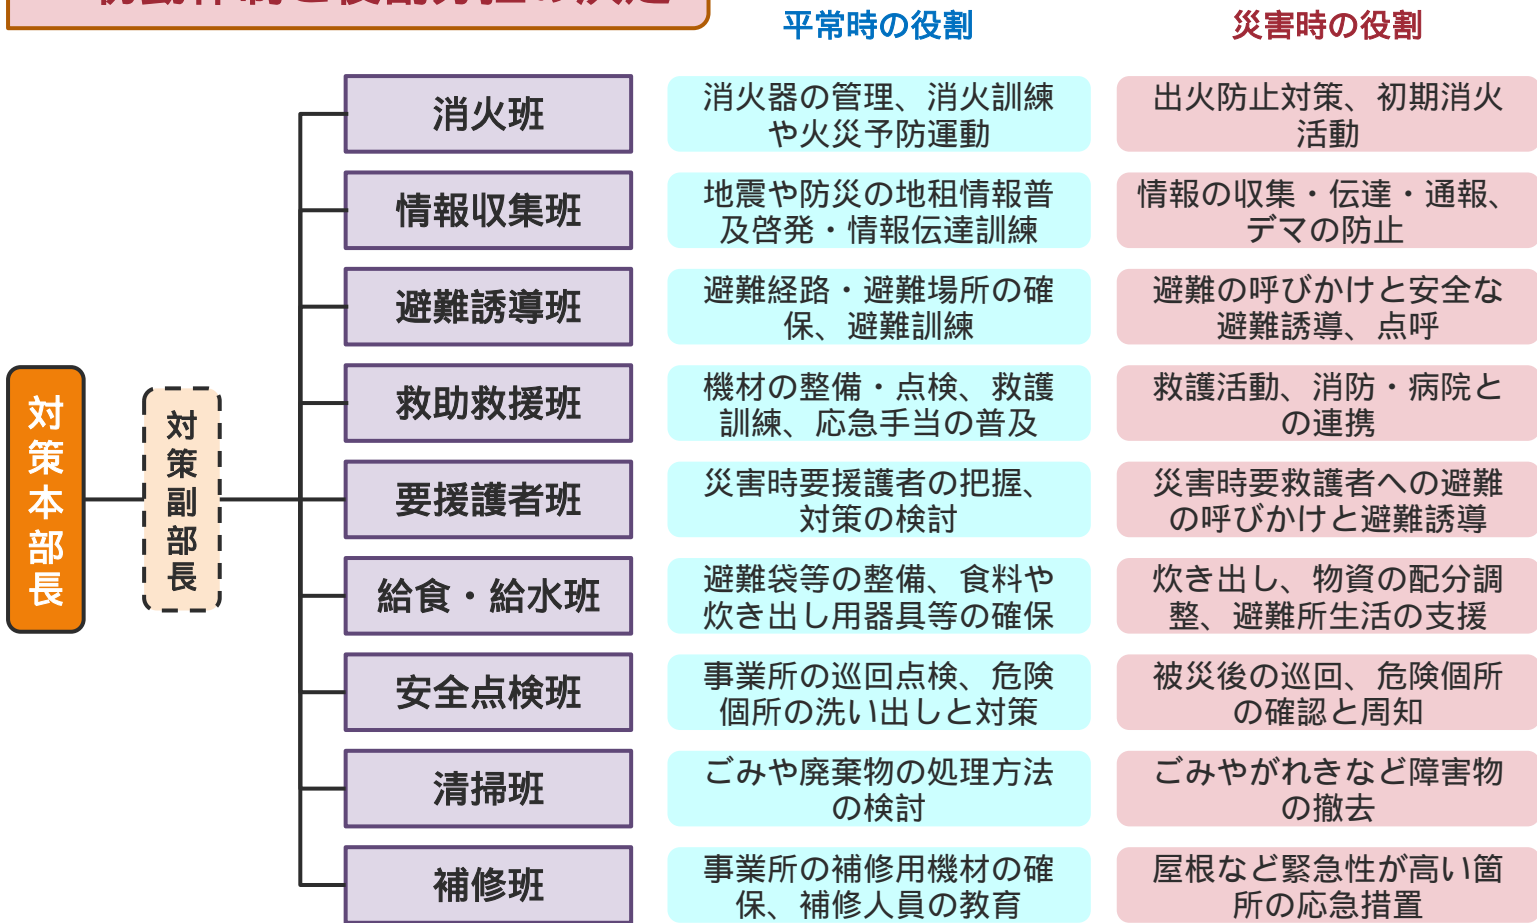 平常時の役割
災害時の役割
対策本部長
対策副部長
消火班
消火器の管理、消火訓練
や火災予防運動
出火防止対策、初期消火
活動
情報収集班
地震や防災の地租情報普
及啓発・情報伝達訓練
情報の収集・伝達・通報、
デマの防止
避難誘導班
避難経路・避難場所の確
保、避難訓練
避難の呼びかけと安全な
避難誘導、点呼
救助救援班
機材の整備・点検、救護
訓練、応急手当の普及
救護活動、消防・病院と
の連携
要援護者班
災害時要援護者の把握、
対策の検討
災害時要救護者への避難
の呼びかけと避難誘導
給食・給水班
避難袋等の整備、食料や
炊き出し用器具等の確保
炊き出し、物資の配分調
整、避難所生活の支援
安全点検班
事業所の巡回点検、危険
個所の洗い出しと対策
被災後の巡回、危険個所
の確認と周知
清掃班
ごみや廃棄物の処理方法
の検討
ごみやがれきなど障害物
の撤去
補修班
事業所の補修用機材の確
保、補修人員の教育
屋根など緊急性が高い箇
所の応急措置